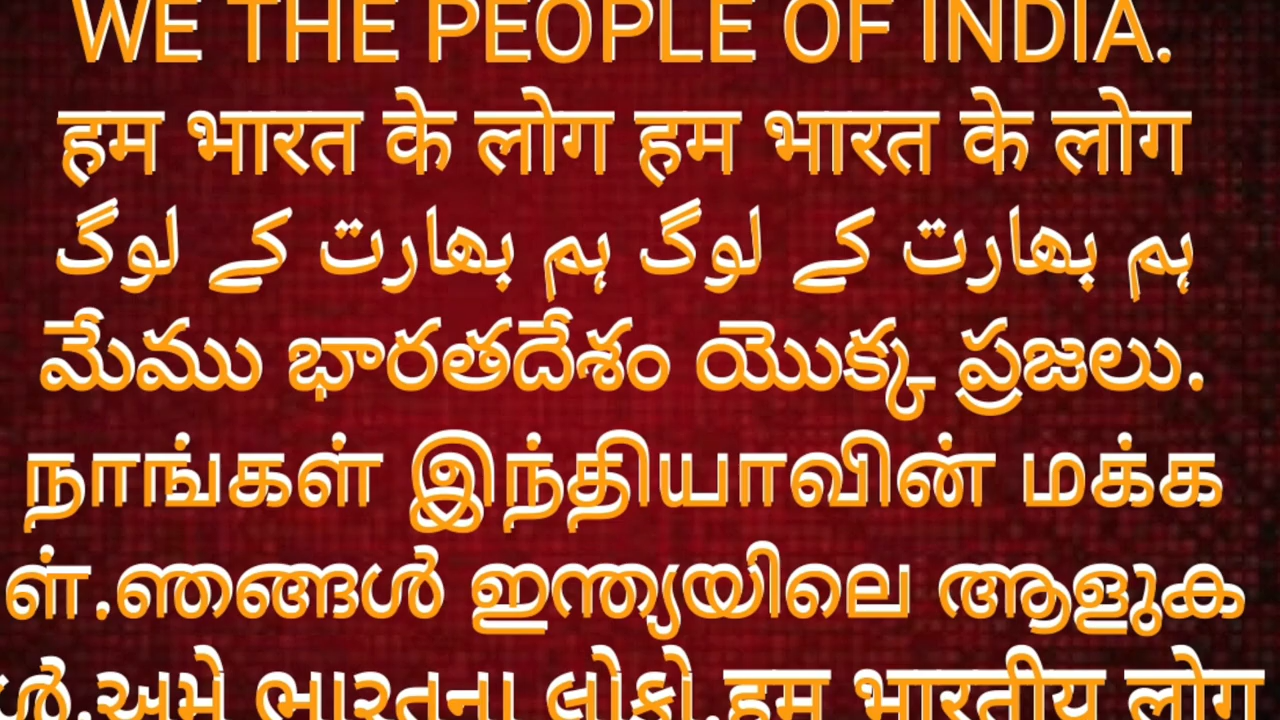 WE THE PEOPLE OF INDIA.
हम भारत के लोग हम भारत के लोग
ہم بھارت کے لوگ ہم بھارت کے لوگ
మేము భారతదేశం యొక్క ప్రజలు.
நாங்கள் இந்தியாவின் மக்க
ள்.ഞങ്ങൾ ഇന്ത്യയിലെ ആളുക
ൾ.અમે ભારતના લોકો.હમ भारतीय लोग